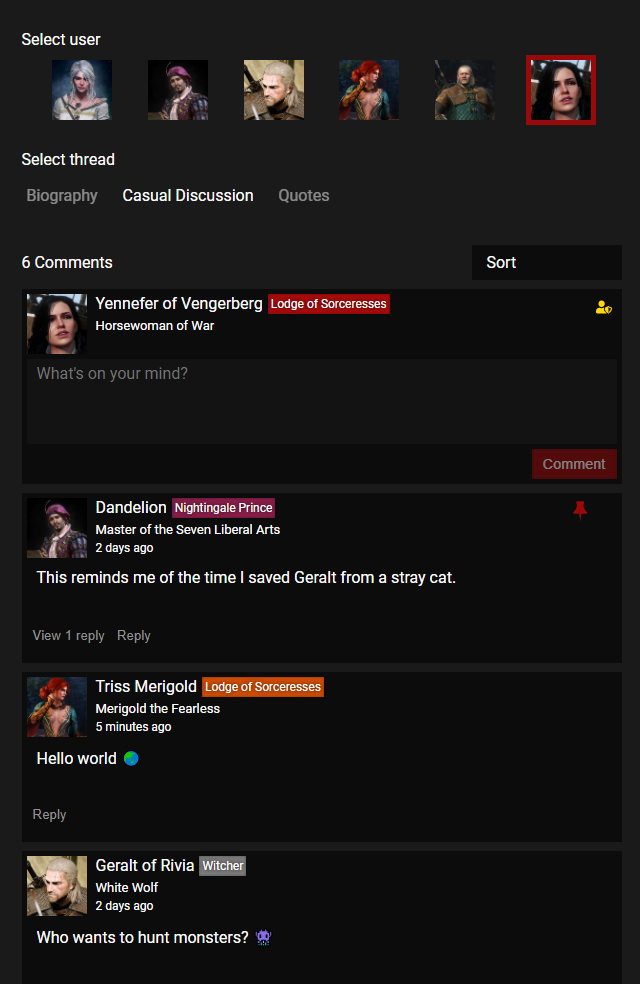 Select user
Select thread
Biography Casual Discussion Quotes
6 Comments Sort
Yennefer of Vengerberg Lodge of Sorceresses
Horsewoman of War
What's on your mind?
Comment
Dandelion Nightingale Prince
Master of the Seven Liberal Arts
2 days ago
This reminds me of the time I saved Geralt from a stray cat.
View 1 reply Reply
Triss Merigold Lodge of Sorceresses
Merigold the Fearless
5 minutes ago
Hello world 🌏
Reply
Geralt of Rivia Witcher
White Wolf
2 days ago
Who wants to hunt monsters? 👾